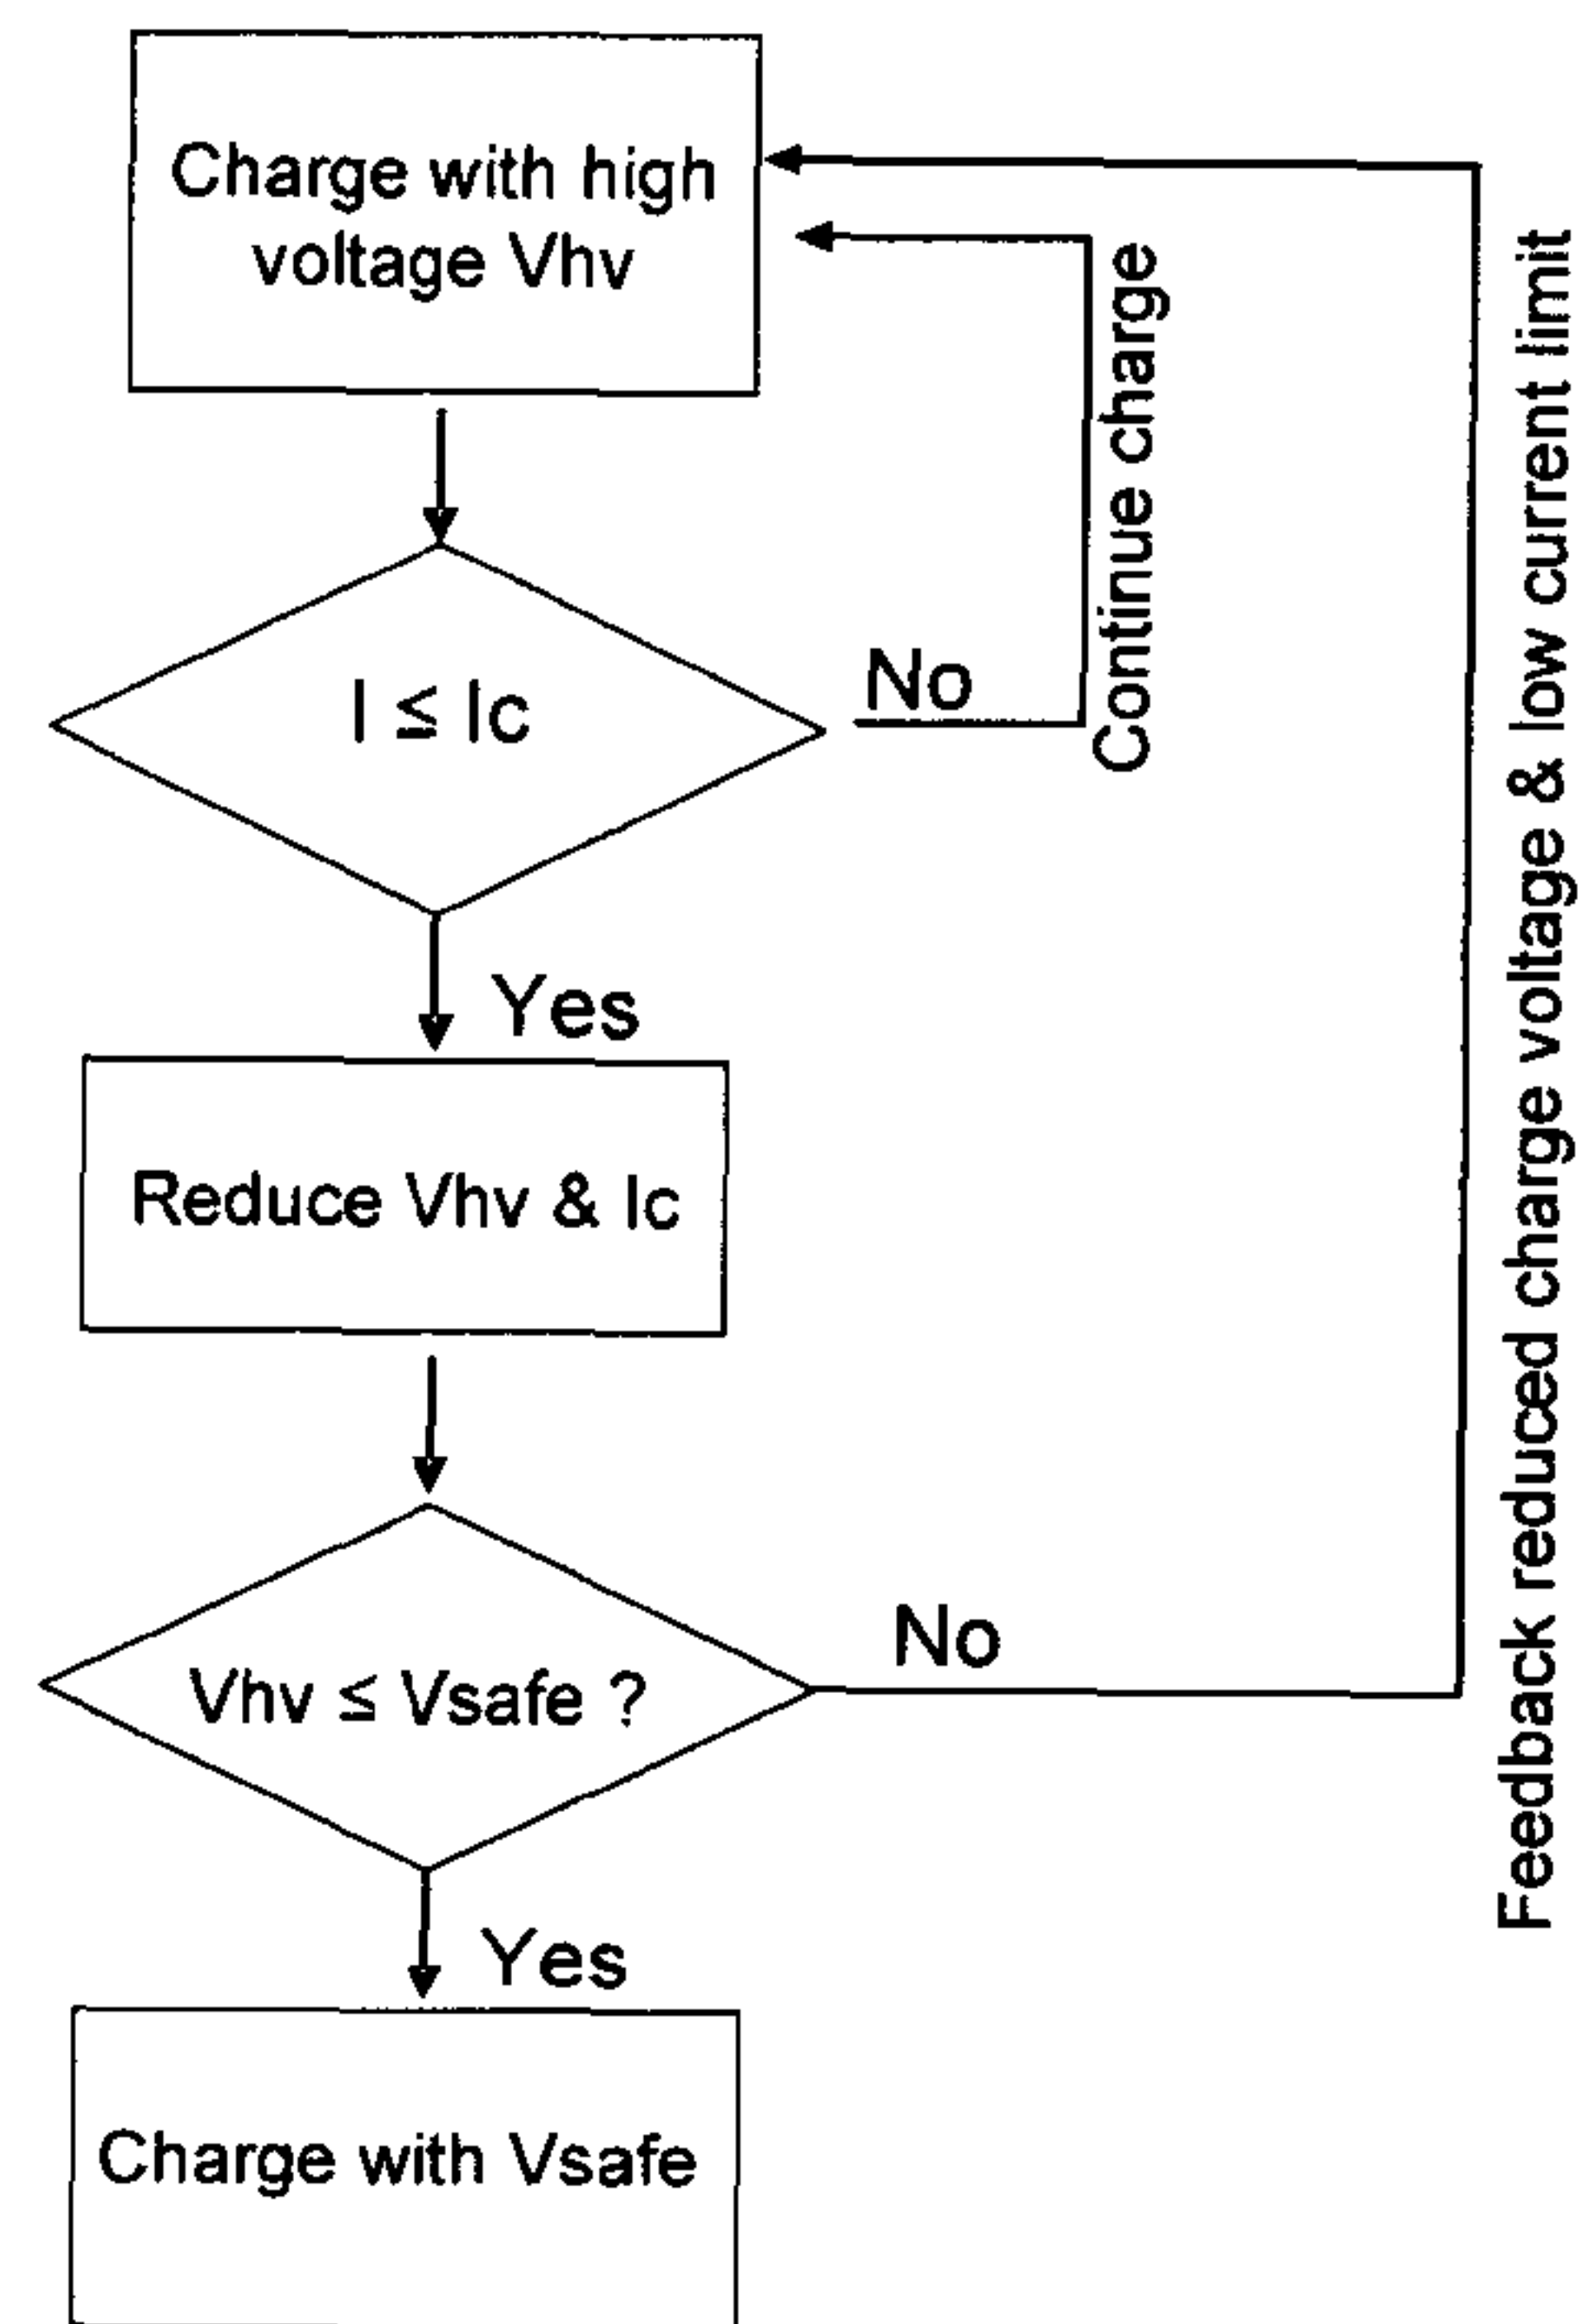 Charge with high
voltage Vhv
Continue charge
Feedback reduced charge voltage & low current limit
I ≤ Ic
No
Yes
Reduce Vhv & Ic
Vhv ≤ Vsafe ?
No
Yes
Charge with Vsafe